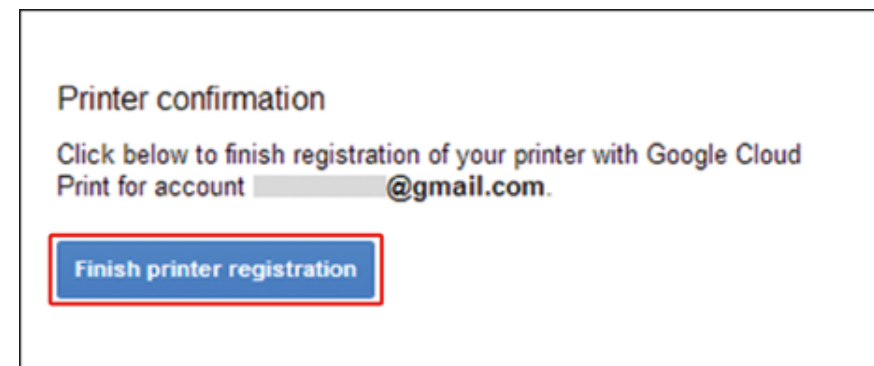 Printer confirmation
Click below to finish registration of your printer with Google Cloud
Print for account @gmail.com.
Finish printer registration